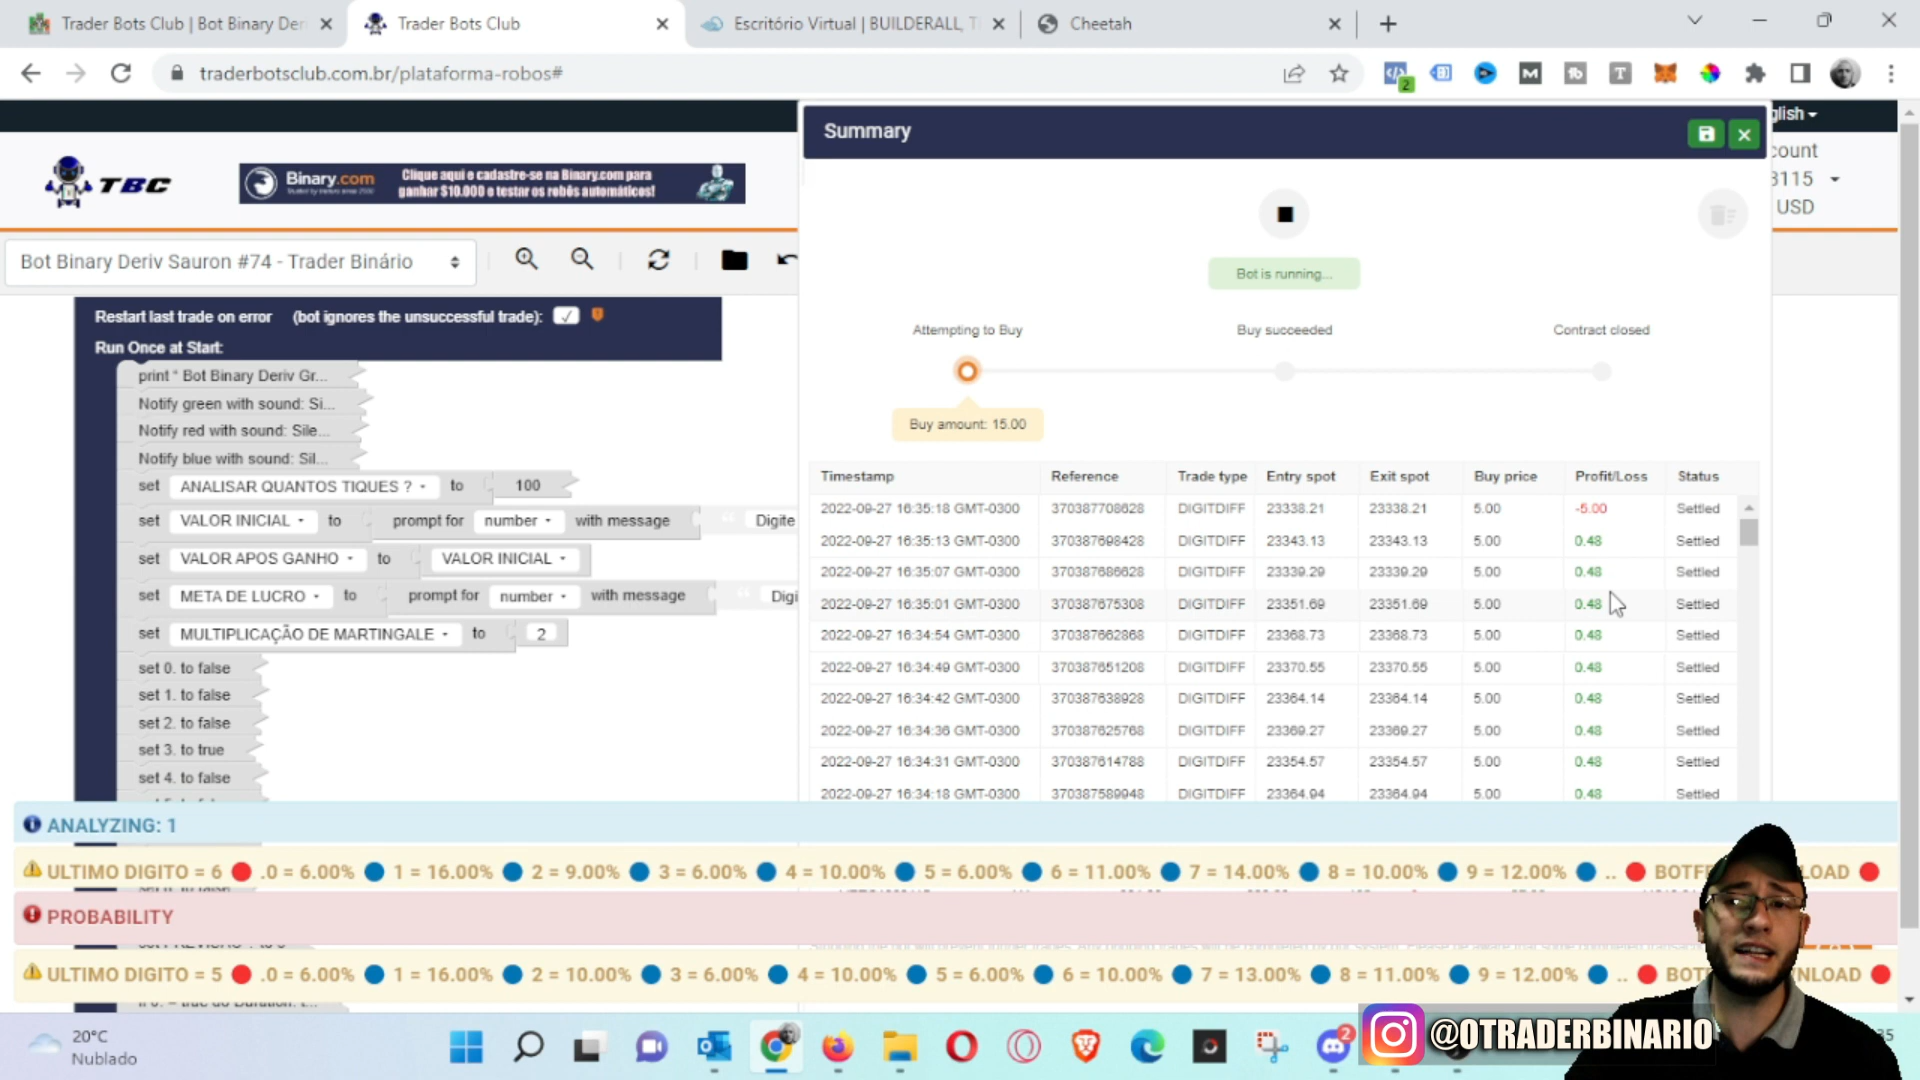 Trader Bots Club | Bot Binary Der
Trader Bots Club
Escritório Virtual | BUILDERALL, T
Cheetah
traderbotsclub.com.br/plataforma-robos#
2
Summary
glish
count
3115
USD
TBC
Binary.com
Clique aqui e cadastre-se na Binary.com para
ganhar $10.000 e testar os robôs automáticos!
Bot Binary Deriv Sauron #74 - Trader Binário
Bot is running...
Attempting to Buy
Buy succeeded
Contract closed
Buy amount: 15.00
Restart last trade on error (bot ignores the unsuccessful trade):
Run Once at Start:
print " Bot Binary Deriv Gr...
Notify green with sound: Si...
Notify red with sound: Sile...
Notify blue with sound: Sil...
set ANALISAR QUANTOS TIQUES ? to 100
set VALOR INICIAL to prompt for number with message Digite
set VALOR APOS GANHO to VALOR INICIAL
set META DE LUCRO to prompt for number with message Digi
set MULTIPLICAÇÃO DE MARTINGALE to 2
set 0. to false
set 1. to false
set 2. to false
set 3. to true
set 4. to false
Timestamp Reference Trade type Entry spot Exit spot Buy price Profit/Loss Status
2022-09-27 16:35:18 GMT-0300 370387708628 DIGITDIFF 23338.21 23338.21 5.00 -5.00 Settled
2022-09-27 16:35:13 GMT-0300 370387698428 DIGITDIFF 23343.13 23343.13 5.00 0.48 Settled
2022-09-27 16:35:07 GMT-0300 370387686628 DIGITDIFF 23339.29 23339.29 5.00 0.48 Settled
2022-09-27 16:35:01 GMT-0300 370387675308 DIGITDIFF 23351.69 23351.69 5.00 0.48 Settled
2022-09-27 16:34:54 GMT-0300 370387662868 DIGITDIFF 23368.73 23368.73 5.00 0.48 Settled
2022-09-27 16:34:49 GMT-0300 370387651208 DIGITDIFF 23370.55 23370.55 5.00 0.48 Settled
2022-09-27 16:34:42 GMT-0300 370387638928 DIGITDIFF 23364.14 23364.14 5.00 0.48 Settled
2022-09-27 16:34:36 GMT-0300 370387625768 DIGITDIFF 23369.27 23369.27 5.00 0.48 Settled
2022-09-27 16:34:31 GMT-0300 370387614788 DIGITDIFF 23354.57 23354.57 5.00 0.48 Settled
2022-09-27 16:34:18 GMT-0300 370387589948 DIGITDIFF 23364.94 23364.94 5.00 0.48 Settled
ANALYZING: 1
ULTIMO DIGITO = 6 .0 = 6.00% 1 = 16.00% 2 = 9.00% 3 = 6.00% 4 = 10.00% 5 = 6.00% 6 = 11.00% 7 = 14.00% 8 = 10.00% 9 = 12.00% .. BOTF LOAD
PROBABILITY
ULTIMO DIGITO = 5 .0 = 6.00% 1 = 16.00% 2 = 10.00% 3 = 6.00% 4 = 10.00% 5 = 6.00% 6 = 10.00% 7 = 13.00% 8 = 11.00% 9 = 12.00% .. BOT NLOAD
20°C
Nublado
2
@OTRADERBINARIO
35